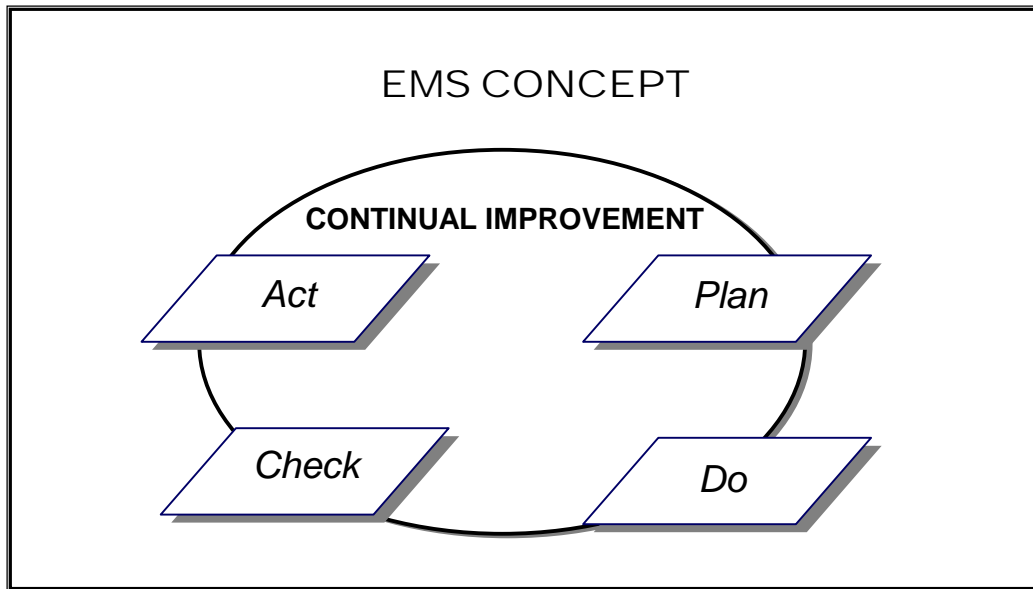 EMS CONCEPT
CONTINUAL IMPROVEMENT
Act
Plan
Check
Do